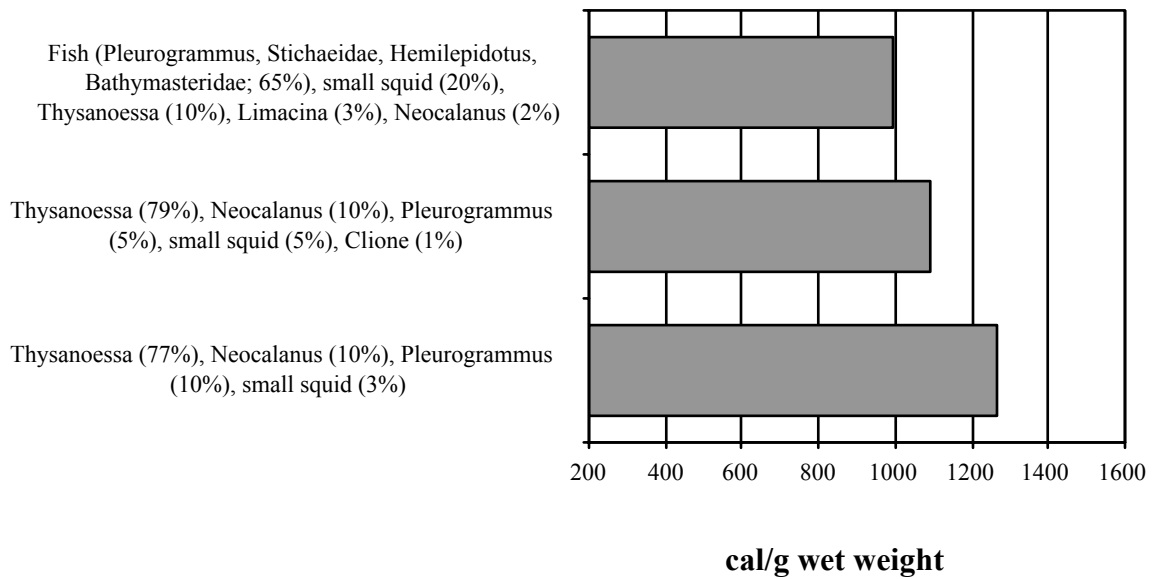 Fish (Pleurogrammus, Stichaeidae, Hemilepidotus,
Bathymasteridae; 65%), small squid (20%),
Thysanoessa (10%), Limacina (3%), Neocalanus (2%)
Thysanoessa (79%), Neocalanus (10%), Pleurogrammus
(5%), small squid (5%), Clione (1%)
Thysanoessa (77%), Neocalanus (10%), Pleurogrammus
(10%), small squid (3%)
200 400 600 800 1000 1200 1400 1600
cal/g wet weight